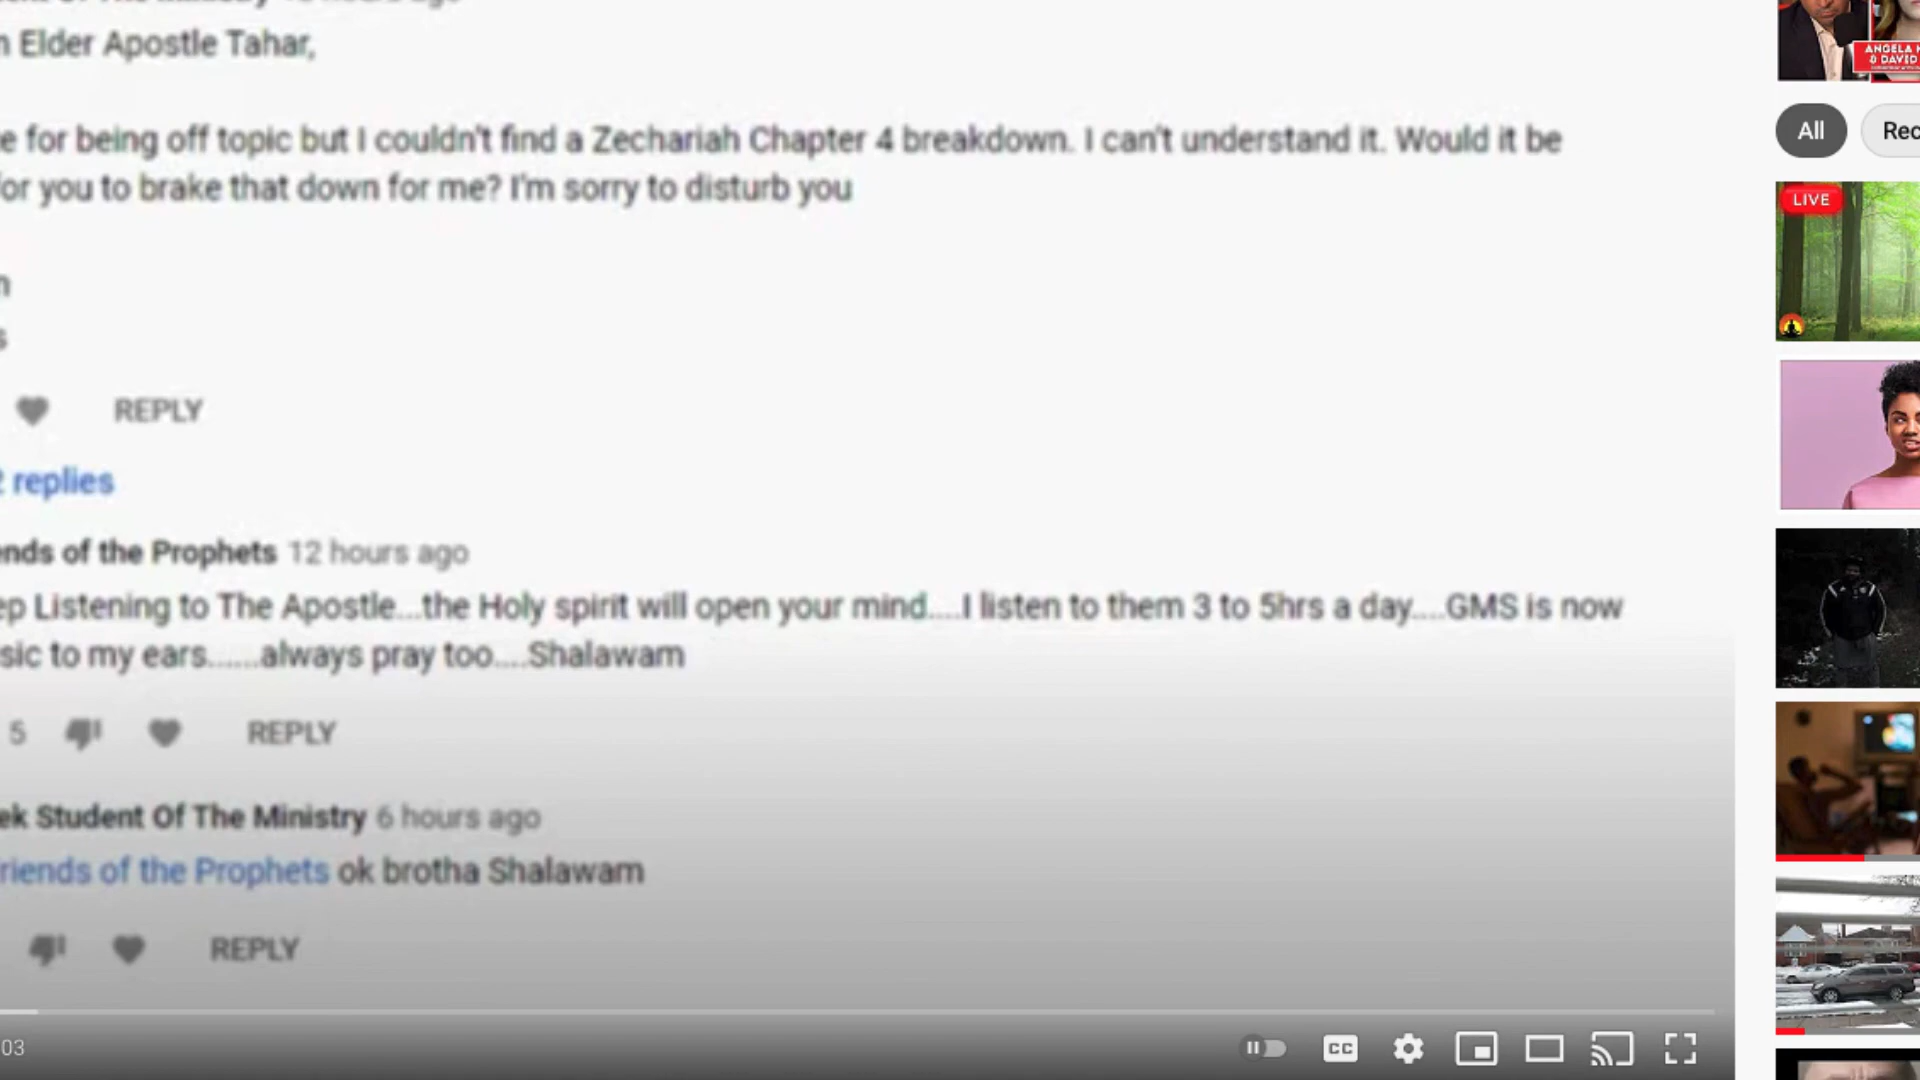 Elder Apostle Tahar,
for being off topic but I couldn't find a Zechariah Chapter 4 breakdown. I can't understand it. Would it be
for you to brake that down for me? I'm sorry to disturb you
REPLY
replies
of the Prophets 12 hours ago
Listening to The Apostle...the Holy spirit will open your mind....I listen to them 3 to 5hrs a day....GMS is now
to my ears......always pray too....Shalawam
5 REPLY
Student Of The Ministry 6 hours ago
riends of the Prophets ok brotha Shalawam
REPLY
03
CC
ANGELA
& DAVID
All Rec
LIVE